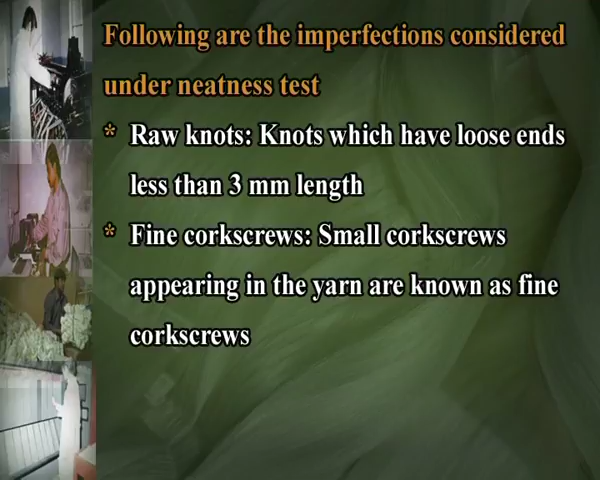 Following are the imperfections considered
under neatness test
* Raw knots: Knots which have loose ends
less than 3 mm length
* Fine corkscrews: Small corkscrews
appearing in the yarn are known as fine
corkscrews